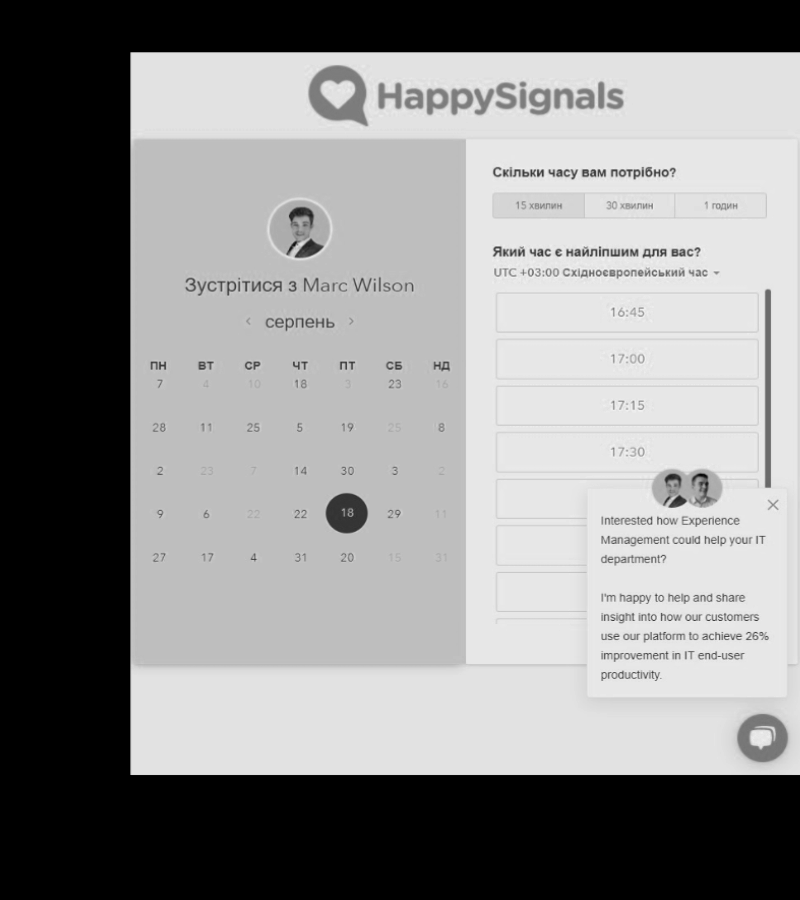 HappySignals
Зустрітися з Marc Wilson
серпень
ПН ВТ СР ЧТ ПТ СБ НД
7 4 10 18 3 23 16
28 11 25 5 19 25 8
2 23 7 14 30 3 2
9 6 22 22 18 29 11
27 17 4 31 20 15 31
Скільки часу вам потрібно?
15 хвилин 30 хвилин 1 годин
Який час є найліпшим для вас?
UTC +03:00 Східноєвропейський час
16:45
17:00
17:15
17:30
Interested how Experience
Management could help your IT
department?
I'm happy to help and share
insight into how our customers
use our platform to achieve 26%
improvement in IT end-user
productivity.